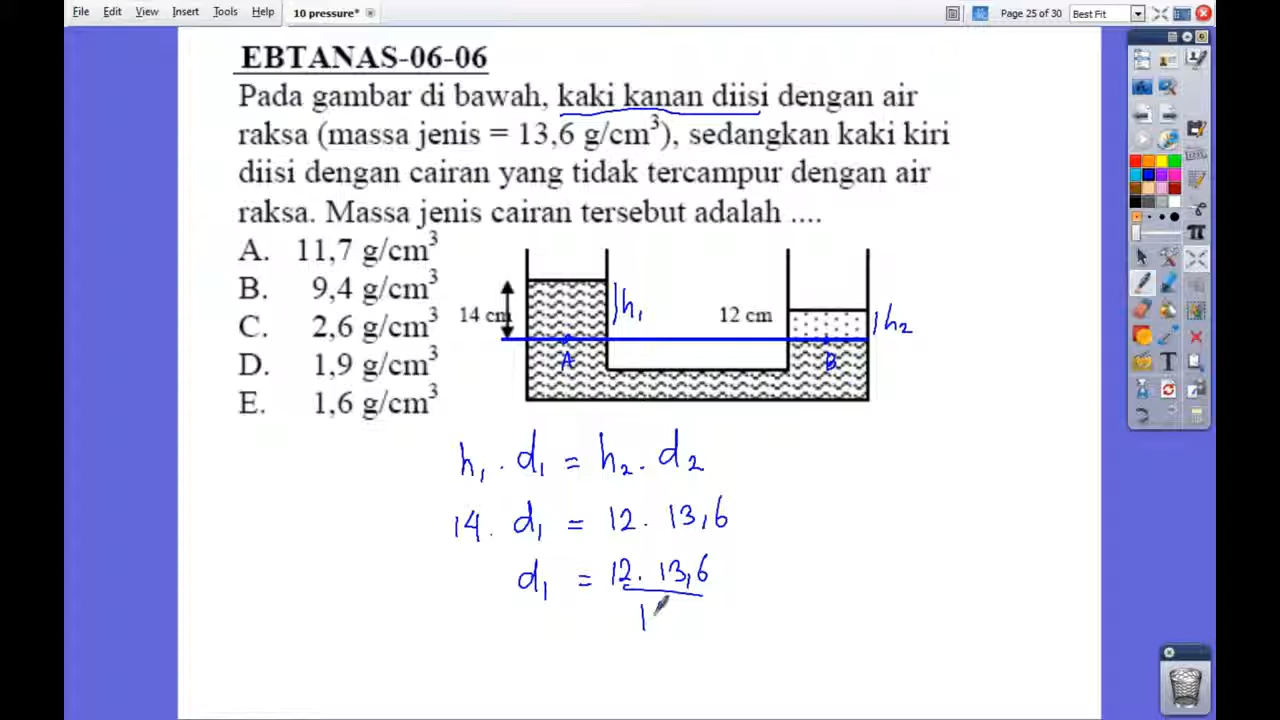 File Edit View Insert Tools Help 10 pressure* Page 25 of 30 Best Fit
EBTANAS-06-06
Pada gambar di bawah, kaki kanan diisi dengan air
raksa (massa jenis = 13,6 g/cm³), sedangkan kaki kiri
diisi dengan cairan yang tidak tercampur dengan air
raksa. Massa jenis cairan tersebut adalah ....
A. 11,7 g/cm³
B. 9,4 g/cm³
C. 2,6 g/cm³
D. 1,9 g/cm³
E. 1,6 g/cm³
14 cm
h₁
12 cm
h₂
A
B
h₁ . d₁ = h₂ . d₂
14 . d₁ = 12 . 13,6
d₁ = 12 . 13,6
1